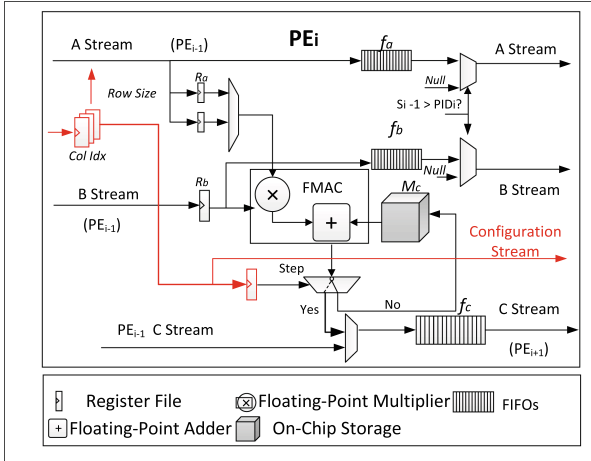 PEi
A Stream
(PEi-1)
fa
A Stream
Ra
Null
Row Size
Si -1 > PIDi?
Col Idx
fb
B Stream
(PEi-1)
Rb
FMAC
×
+
Mc
Null
B Stream
Configuration
Stream
Step
Yes
No
PEi-1 C Stream
fc
C Stream
(PEi+1)
Register File
Floating-Point Multiplier
FIFOs
Floating-Point Adder
On-Chip Storage